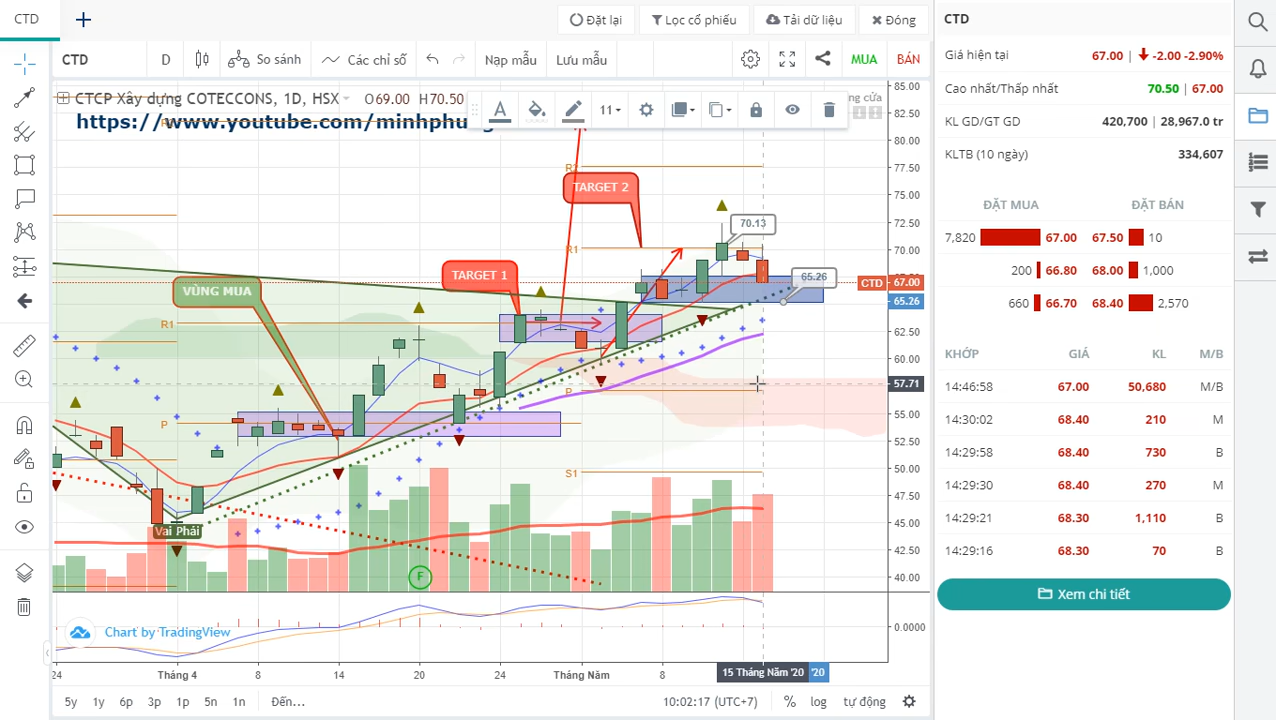 CTD
Đặt lại
Lọc cổ phiếu
Tải dữ liệu
Đóng
CTD
D
So sánh
Các chỉ số
Nạp mẫu
Lưu mẫu
MUA
BÁN
CTCP Xây dựng COTECCONS, 1D, HSX
O69.00 H70.50
11
ng cửa
https://www.youtube.com/minhphung
85.00
82.50
80.00
77.50
75.00
72.50
70.00
67.00
65.26
62.50
60.00
57.71
55.00
52.50
50.00
47.50
45.00
42.50
40.00
0.0000
CTD
TARGET 2
TARGET 1
VÙNG MUA
70.13
65.26
R1
R1
P
P
S1
Vai Phải
F
Chart by TradingView
24
Tháng 4
8
14
20
24
Tháng Năm
8
15 Tháng Năm '20
'20
5y
1y
6p
3p
1p
5n
1n
Đến...
10:02:17 (UTC+7)
%
log
tự động
CTD
Giá hiện tại
67.00 | -2.00 -2.90%
Cao nhất/Thấp nhất
70.50 | 67.00
KL GD/GT GD
420,700 | 28,967.0 tr
KLTB (10 ngày)
334,607
ĐẶT MUA
ĐẶT BÁN
7,820 67.00 67.50 10
200 66.80 68.00 1,000
660 66.70 68.40 2,570
KHỚP GIÁ KL M/B
14:46:58 67.00 50,680 M/B
14:30:02 68.40 210 M
14:29:58 68.40 730 B
14:29:30 68.40 270 M
14:29:21 68.30 1,110 B
14:29:16 68.30 70 B
Xem chi tiết